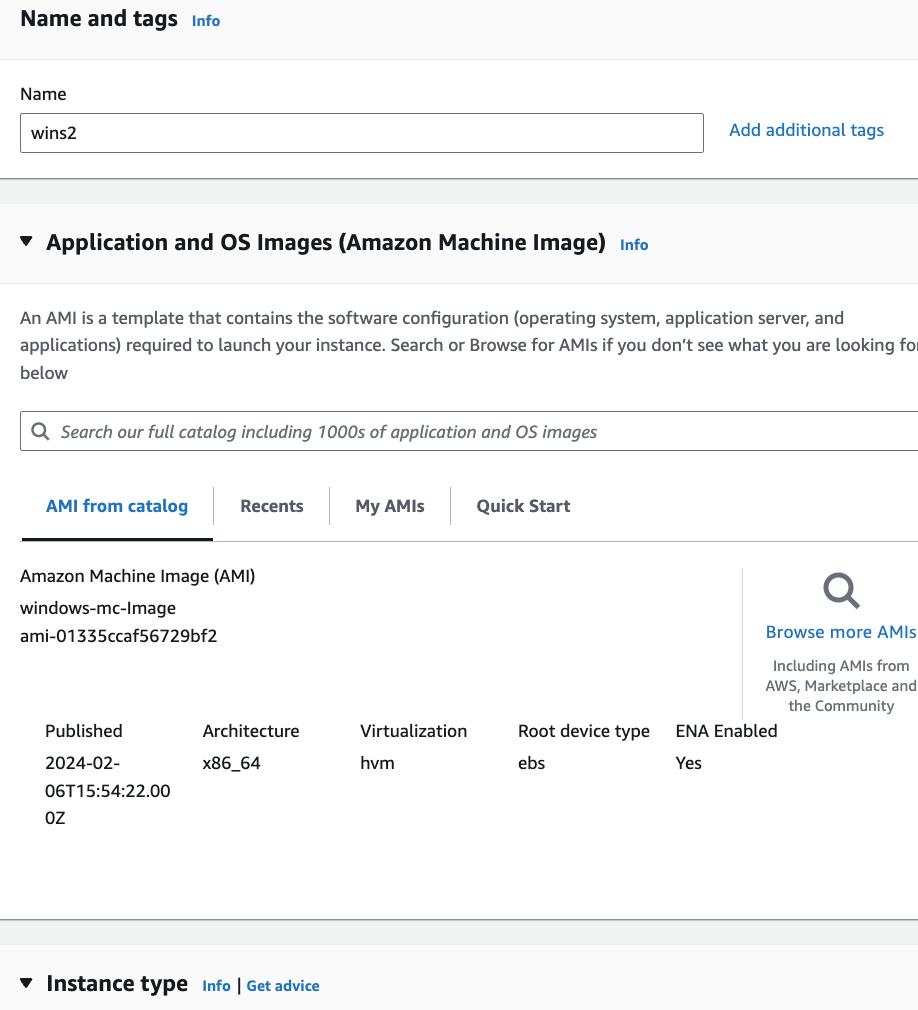 Name and tags Info
Name
wins2
Add additional tags
Application and OS Images (Amazon Machine Image) Info
An AMI is a template that contains the software configuration (operating system, application server, and
applications) required to launch your instance. Search or Browse for AMIs if you don't see what you are looking for
below
Search our full catalog including 1000s of application and OS images
AMI from catalog Recents My AMIs Quick Start
Amazon Machine Image (AMI)
windows-mc-Image
ami-01335ccaf56729bf2
Browse more AMIs
Including AMIs from
AWS, Marketplace and
the Community
Published Architecture Virtualization Root device type ENA Enabled
2024-02- x86_64 hvm ebs Yes
06T15:54:22.00
0Z
Instance type Info | Get advice